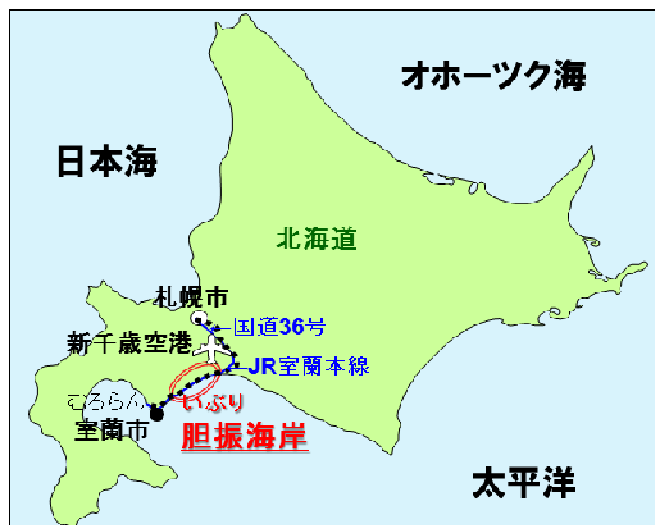 オホーツク海
日本海
北海道
札幌市
国道36号
新千歳空港
JR室蘭本線
むろらん
室蘭市
いぶり
胆振海岸
太平洋